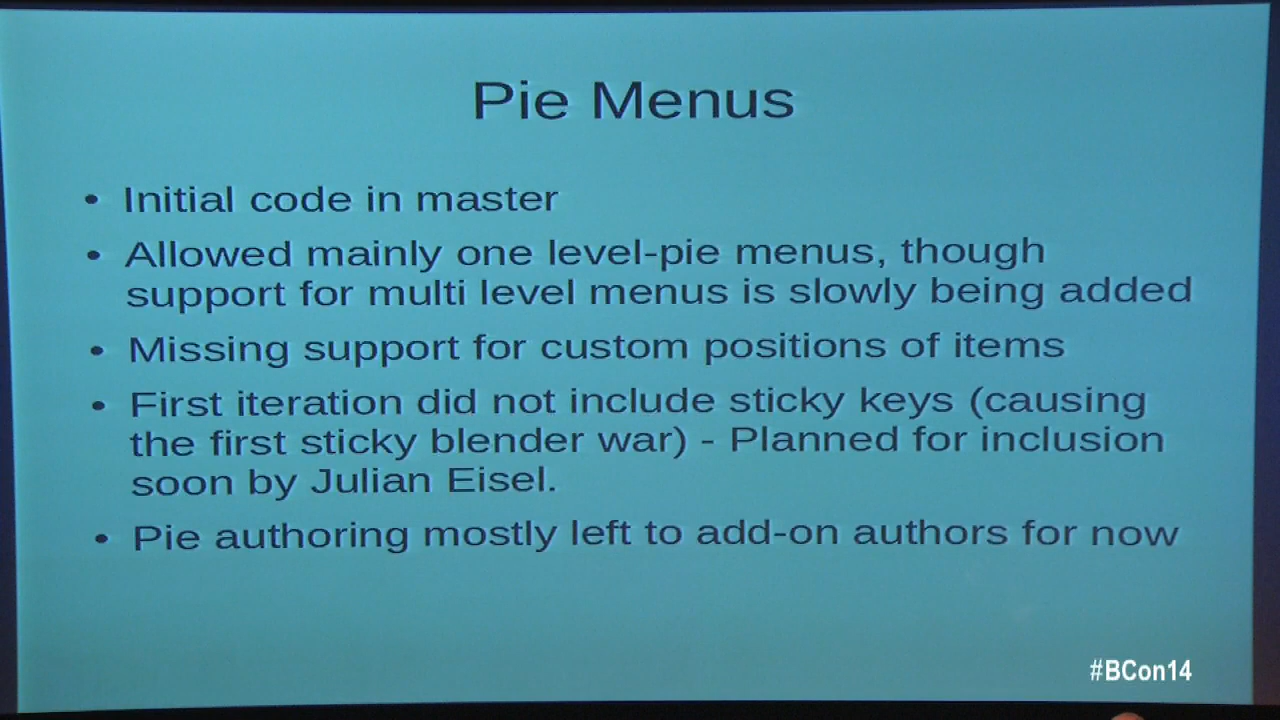 Pie Menus
• Initial code in master
• Allowed mainly one level-pie menus, though
support for multi level menus is slowly being added
• Missing support for custom positions of items
• First iteration did not include sticky keys (causing
the first sticky blender war) - Planned for inclusion
soon by Julian Eisel.
• Pie authoring mostly left to add-on authors for now
#BCon14